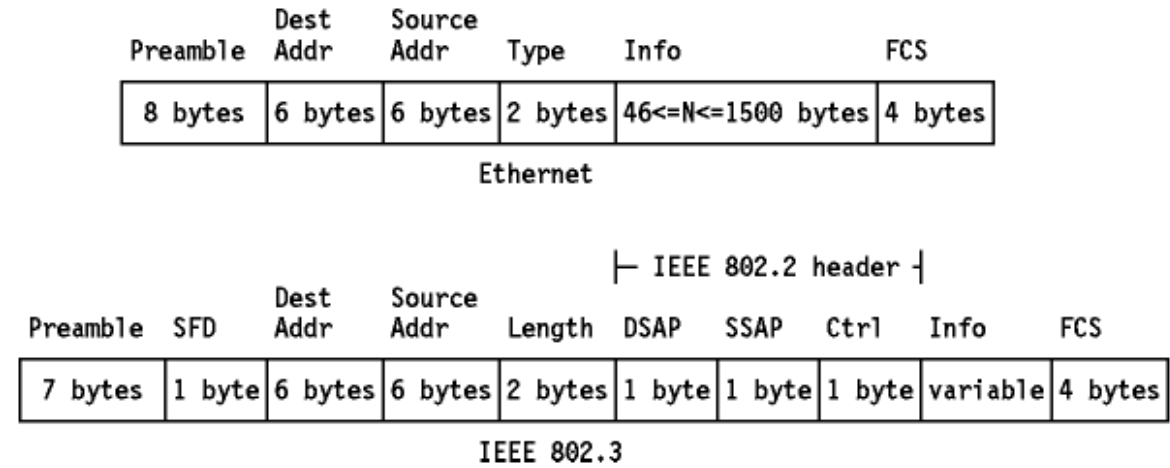 Dest Source
Preamble Addr Addr Type Info FCS
8 bytes 6 bytes 6 bytes 2 bytes 46<=N<=1500 bytes 4 bytes
Ethernet
IEEE 802.2 header
Dest Source
Preamble SFD Addr Addr Length DSAP SSAP Ctrl Info FCS
7 bytes 1 byte 6 bytes 6 bytes 2 bytes 1 byte 1 byte 1 byte variable 4 bytes
IEEE 802.3